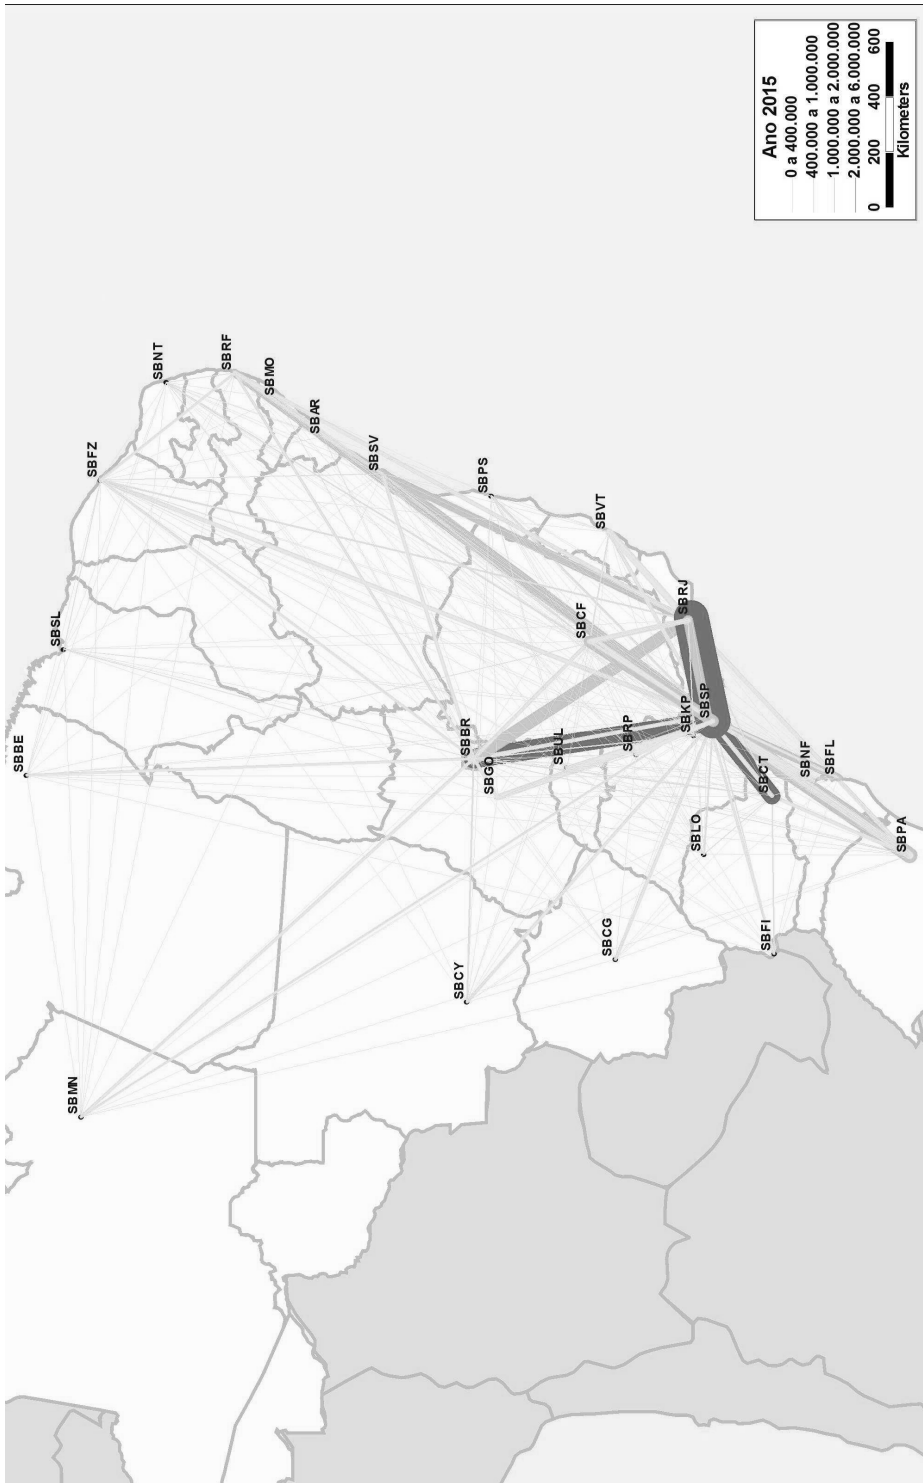 Ano 2015
0 a 400.000
400.000 a 1.000.000
1.000.000 a 2.000.000
2.000.000 a 6.000.000
0 200 400 600
Kilometers
SBMN
SBBE
SBSL
SBFZ
SBNT
SBRF
SBMO
SBAR
SBSV
SBPS
SBVT
SBCF
SBRJ
SBBR
SBGO
SBUL
SBRP
SBKP
SBSP
SBCY
SBCG
SBLO
SBCT
SBFI
SBNF
SBFL
SBPA